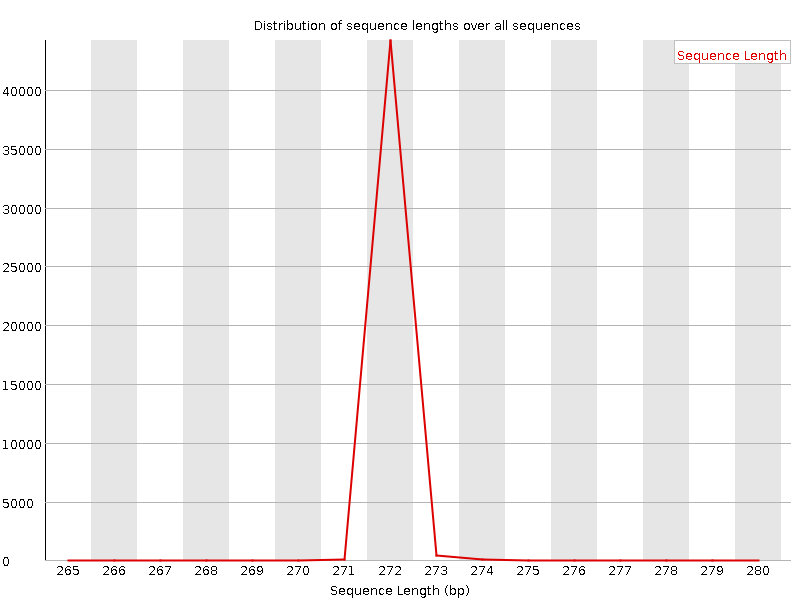 Distribution of sequence lengths over all sequences
Sequence Length
40000
35000
30000
25000
20000
15000
10000
5000
0
265 266 267 268 269 270 271 272 273 274 275 276 277 278 279 280
Sequence Length (bp)